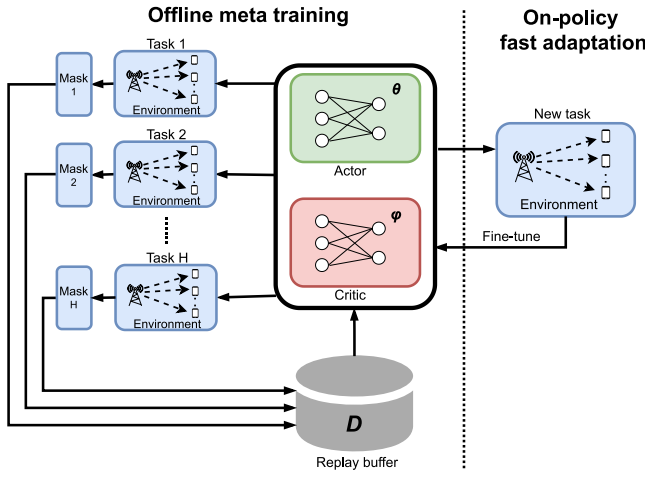 Offline meta training
On-policy
fast adaptation
Task 1
Mask
1
Environment
θ
Actor
Task 2
Mask
2
Environment
New task
Environment
Fine-tune
φ
Critic
Task H
Mask
H
Environment
D
Replay buffer